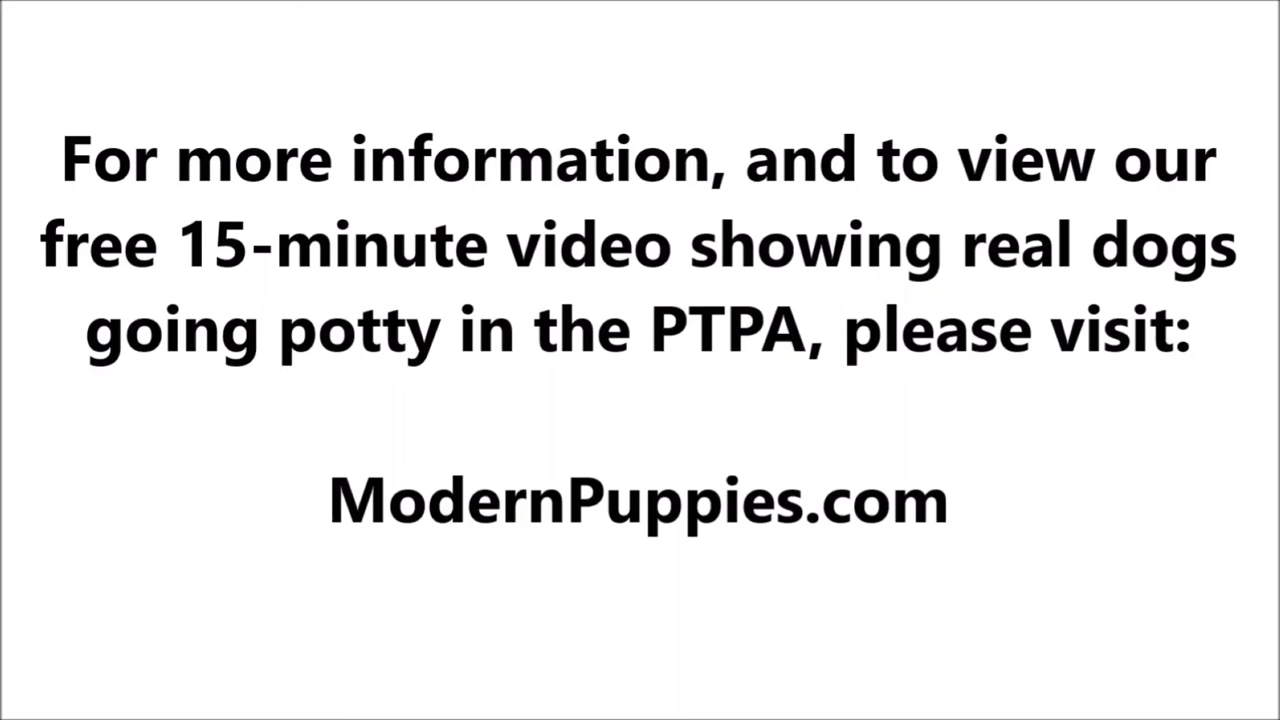 For more information, and to view our
free 15-minute video showing real dogs
going potty in the PTPA, please visit:
ModernPuppies.com